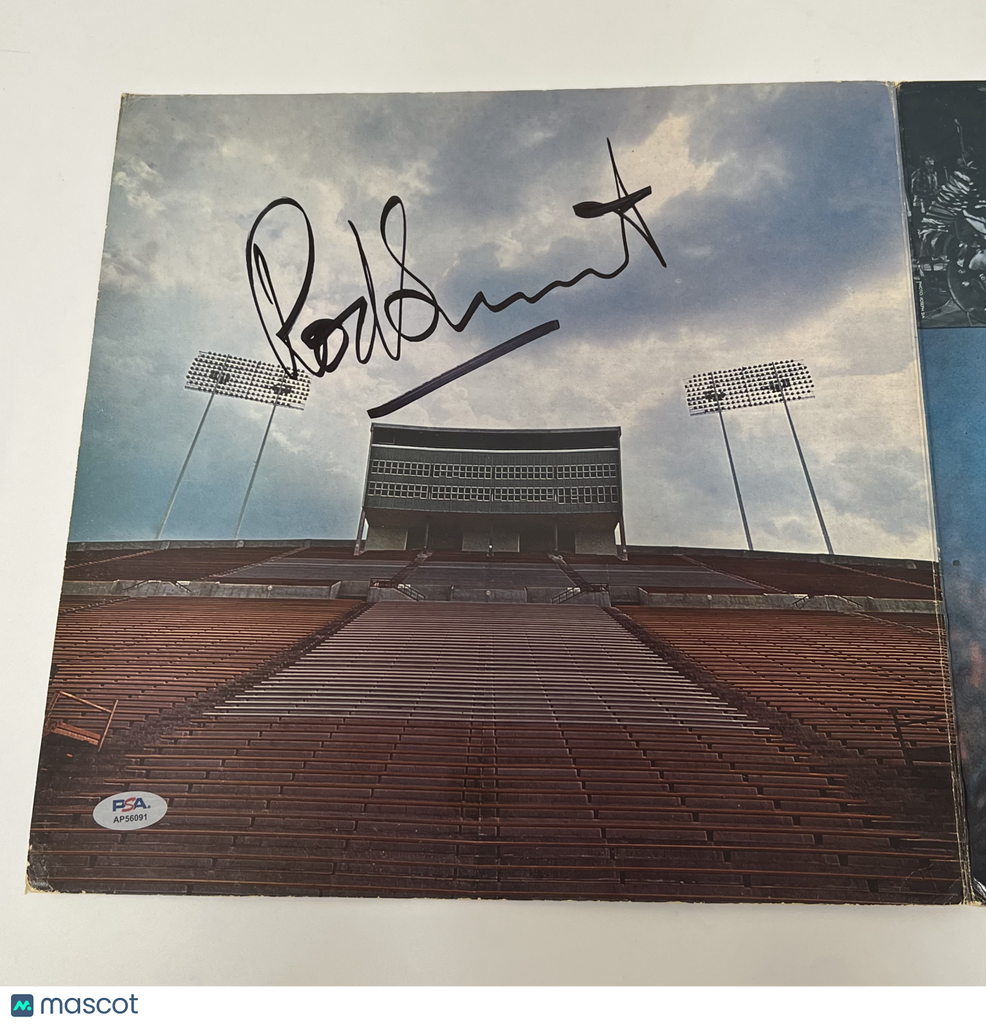 Rod Stewart
PSA.
AP56091
mascot